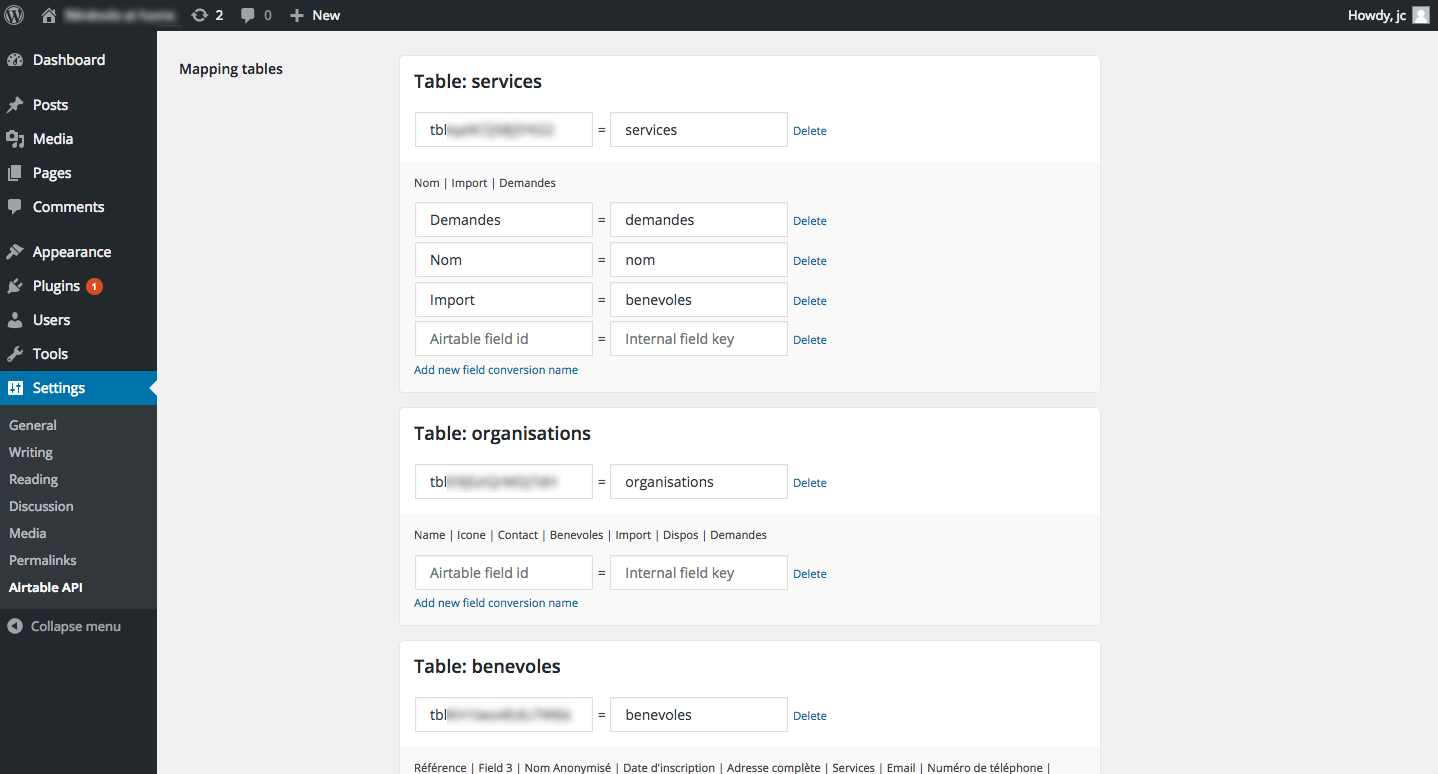 2 0 New Howdy, jc
Dashboard
Posts
Media
Pages
Comments
Appearance
Plugins 1
Users
Tools
Settings
General
Writing
Reading
Discussion
Media
Permalinks
Airtable API
Collapse menu
Mapping tables
Table: services
tbl = services Delete
Nom | Import | Demandes
Demandes = demandes Delete
Nom = nom Delete
Import = benevoles Delete
Airtable field id = Internal field key Delete
Add new field conversion name
Table: organisations
tbl = organisations Delete
Name | Icone | Contact | Benevoles | Import | Dispos | Demandes
Airtable field id = Internal field key Delete
Add new field conversion name
Table: benevoles
tbl = benevoles Delete
Référence | Field 3 | Nom Anonymisé | Date d'inscription | Adresse complète | Services | Email | Numéro de téléphone |